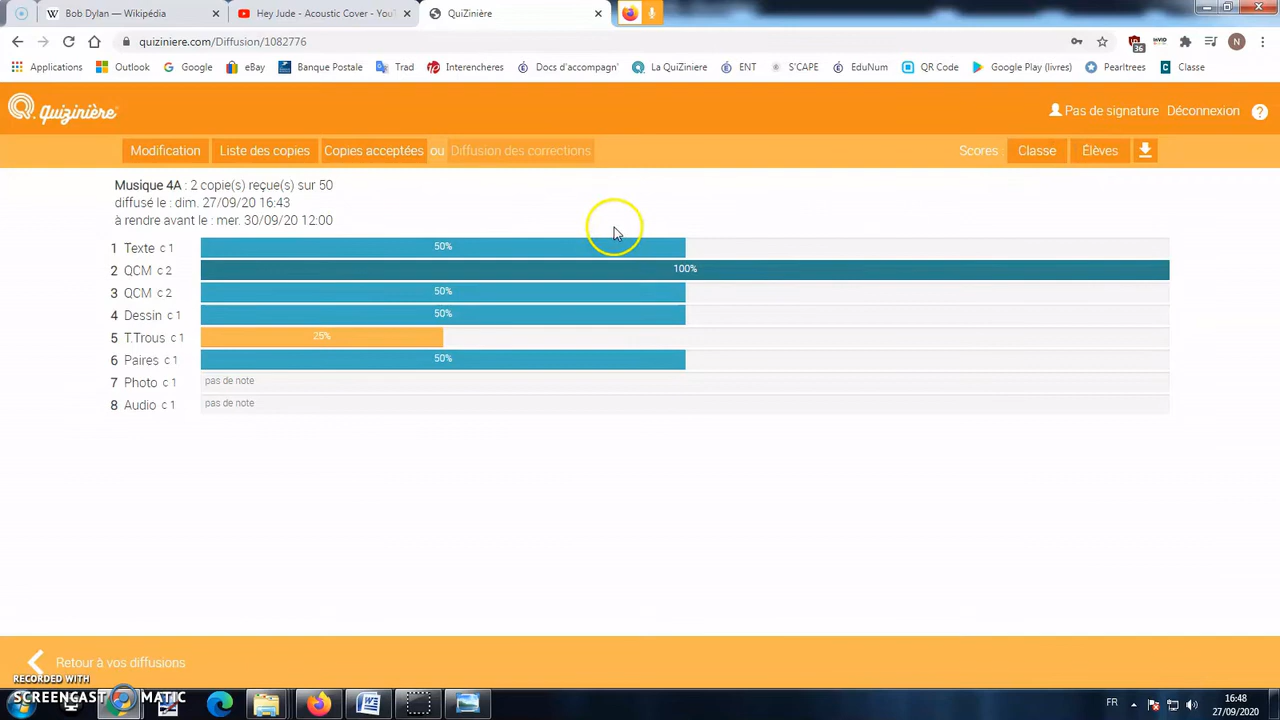 Bob Dylan — Wikipédia
Hey Jude - Acoustic Cover - You
QuiZinière
quiziniere.com/Diffusion/1082776
36
N
Applications
Outlook
Google
eBay
Banque Postale
Trad
Interencheres
Docs d'accompagn'
La QuiZiniere
ENT
S'CAPE
EduNum
QR Code
Google Play (livres)
Pearltrees
Classe
Quizinière
Pas de signature
Déconnexion
?
Modification
Liste des copies
Copies acceptées
ou
Diffusion des corrections
Scores
Classe
Élèves
Musique 4A : 2 copie(s) reçue(s) sur 50
diffusé le : dim. 27/09/20 16:43
à rendre avant le : mer. 30/09/20 12:00
1 Texte c 1 50%
2 QCM c 2 100%
3 QCM c 2 50%
4 Dessin c 1 50%
5 T.Trous c 1 25%
6 Paires c 1 50%
7 Photo c 1 pas de note
8 Audio c 1 pas de note
Retour à vos diffusions
RECORDED WITH
SCREENCAST MATIC
FR
16:48
27/09/2020